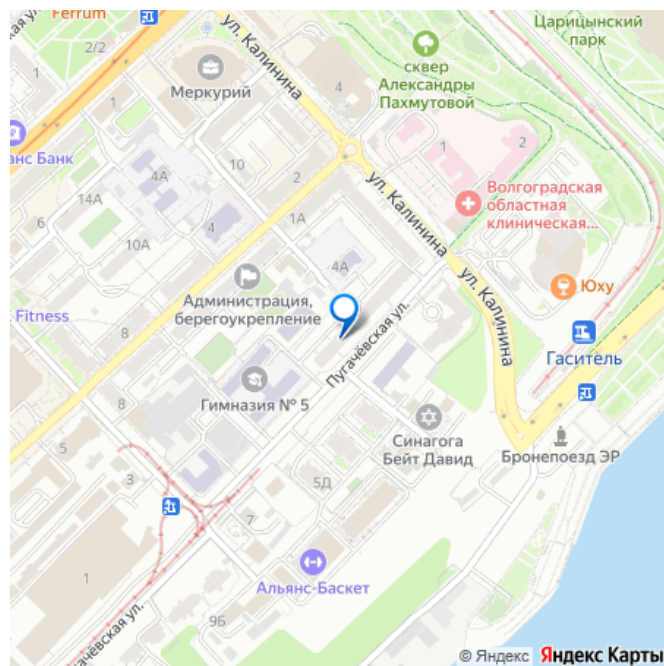 Ferrum
2/2
1
1
Меркурий
ул. Калинина
4
сквер
Александры
Пахмутовой
Царицынский
парк
анс Банк
10
4А
2
14А
6
4
1А
10А
ул. Калинина
1
2
Волгоградская
областная
клиническая...
4А
Администрация,
берегоукрепление
Fitness
8
Пугачёвская ул.
ул. Калинина
Юху
Гаситель
Гимназия № 5
8
5
3
Синагога
Бейт Давид
Бронепоезд ЭР
5Д
7
1
Альянс-Баскет
9Б
Пугачёвская ул.
© Яндекс Яндекс Карты